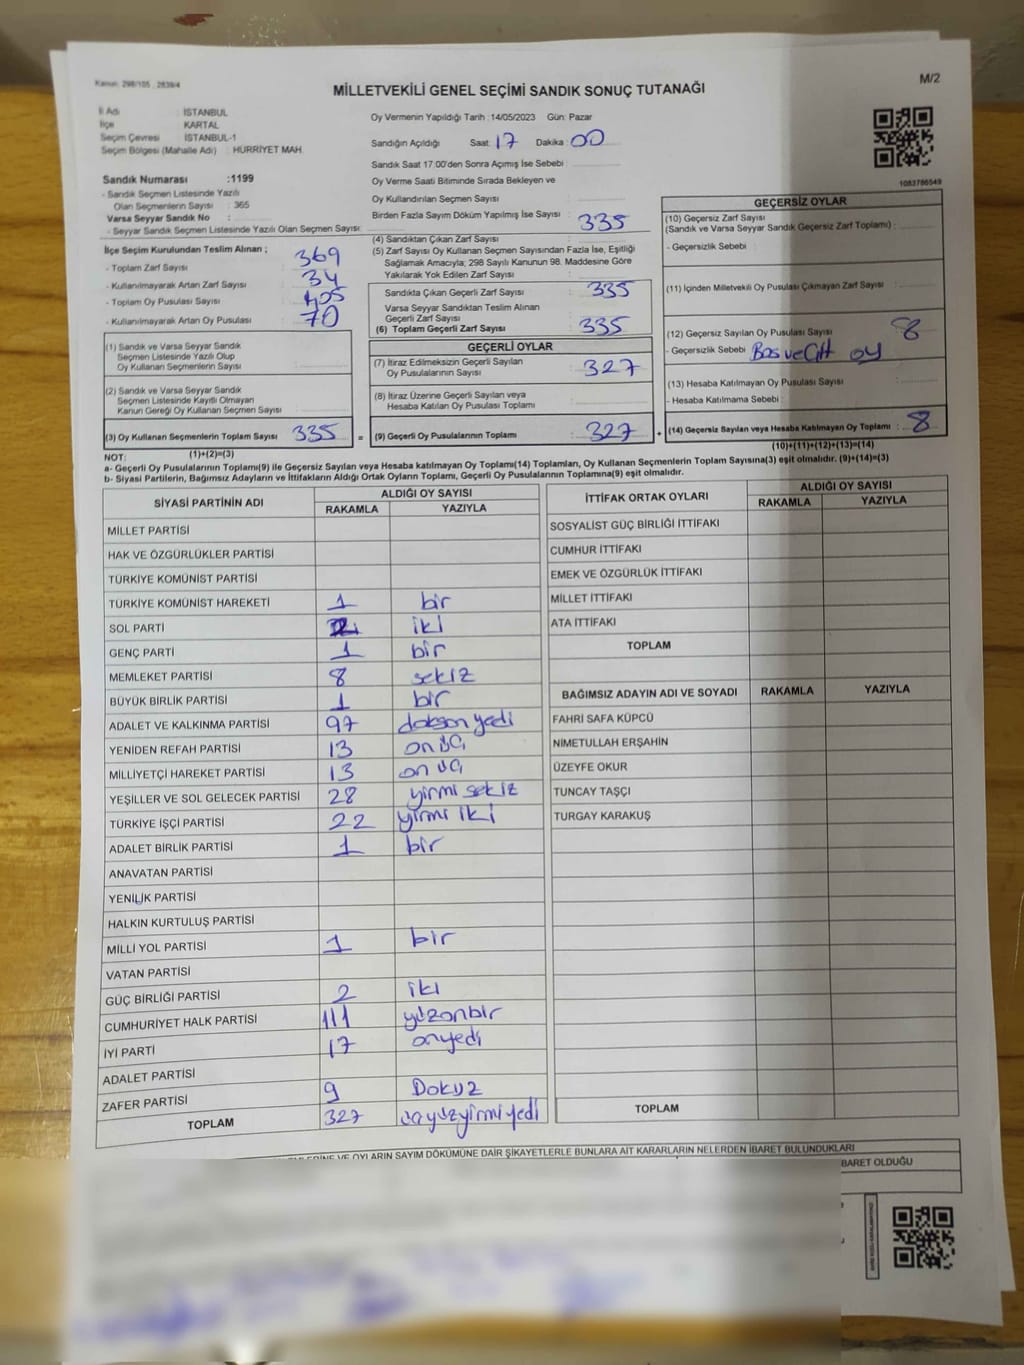 Kanun: 298/105 , 2839/4
MİLLETVEKİLİ GENEL SEÇİMİ SANDIK SONUÇ TUTANAĞI
M/2
İl Adı : İSTANBUL
İlçe : KARTAL
Seçim Çevresi : İSTANBUL-1
Seçim Bölgesi (Mahalle Adı) : HÜRRİYET MAH.
Sandık Numarası :1199
- Sandık Seçmen Listesinde Yazılı
Olan Seçmenlerin Sayısı : 365
Varsa Seyyar Sandık No :
- Seyyar Sandık Seçmen Listesinde Yazılı Olan Seçmen Sayısı:
İlçe Seçim Kurulundan Teslim Alınan ;
- Toplam Zarf Sayısı : 369
- Kullanılmayarak Artan Zarf Sayısı : 34
- Toplam Oy Pusulası Sayısı : 405
- Kullanılmayarak Artan Oy Pusulası : 70
(1) Sandık ve Varsa Seyyar Sandık
Seçmen Listesinde Yazılı Olup
Oy Kullanan Seçmenlerin Sayısı :
(2) Sandık ve Varsa Seyyar Sandık
Seçmen Listesinde Kayıtlı Olmayan
Kanun Gereği Oy Kullanan Seçmen Sayısı :
(3) Oy Kullanan Seçmenlerin Toplam Sayısı : 335
(1)+(2)=(3)
Oy Vermenin Yapıldığı Tarih :14/05/2023 Gün: Pazar
Sandığın Açıldığı Saat: 17 Dakika : 00
Sandık Saat 17:00'den Sonra Açımış İse Sebebi :
Oy Verme Saati Bitiminde Sırada Bekleyen ve
Oy Kullandırılan Seçmen Sayısı :
Birden Fazla Sayım Döküm Yapılmış İse Sayısı :
(4) Sandıktan Çıkan Zarf Sayısı : 335
(5) Zarf Sayısı Oy Kullanan Seçmen Sayısından Fazla İse, Eşitliği
Sağlamak Amacıyla; 298 Sayılı Kanunun 98. Maddesine Göre
Yakılarak Yok Edilen Zarf Sayısı :
Sandıkta Çıkan Geçerli Zarf Sayısı : 335
Varsa Seyyar Sandıktan Teslim Alınan
Geçerli Zarf Sayısı :
(6) Toplam Geçerli Zarf Sayısı : 335
GEÇERLİ OYLAR
(7) İtiraz Edilmeksizin Geçerli Sayılan
Oy Pusulalarının Sayısı : 327
(8) İtiraz Üzerine Geçerli Sayılan veya
Hesaba Katılan Oy Pusulası Toplamı :
= (9) Geçerli Oy Pusulalarının Toplamı : 327
1083786549
GEÇERSİZ OYLAR
(10) Geçersiz Zarf Sayısı
(Sandık ve Varsa Seyyar Sandık Geçersiz Zarf Toplamı) :
- Geçersizlik Sebebi :
(11) İçinden Milletvekili Oy Pusulası Çıkmayan Zarf Sayısı :
(12) Geçersiz Sayılan Oy Pusulası Sayısı : 8
- Geçersizlik Sebebi : Bos ve Cift oy
(13) Hesaba Katılmayan Oy Pusulası Sayısı :
- Hesaba Katılmama Sebebi :
+ (14) Geçersiz Sayılan veya Hesaba Katılmayan Oy Toplamı : 8
(10)+(11)+(12)+(13)=(14)
NOT:
a- Geçerli Oy Pusulalarının Toplamı(9) ile Geçersiz Sayılan veya Hesaba katılmayan Oy Toplamı(14) Toplamları, Oy Kullanan Seçmenlerin Toplam Sayısına(3) eşit olmalıdır. (9)+(14)=(3)
b- Siyasi Partilerin, Bağımsız Adayların ve İttifakların Aldığı Ortak Oyların Toplamı, Geçerli Oy Pusulalarının Toplamına(9) eşit olmalıdır.
SİYASİ PARTİNİN ADI
ALDIĞI OY SAYISI
RAKAMLA YAZIYLA
MİLLET PARTİSİ
HAK VE ÖZGÜRLÜKLER PARTİSİ
TÜRKİYE KOMÜNİST PARTİSİ
TÜRKİYE KOMÜNİST HAREKETİ 1 bir
SOL PARTİ 2 iki
GENÇ PARTİ 1 bir
MEMLEKET PARTİSİ 8 sekiz
BÜYÜK BİRLİK PARTİSİ 1 bir
ADALET VE KALKINMA PARTİSİ 97 doksan yedi
YENİDEN REFAH PARTİSİ 13 on üç
MİLLİYETÇİ HAREKET PARTİSİ 13 on üç
YEŞİLLER VE SOL GELECEK PARTİSİ 28 yirmi sekiz
TÜRKİYE İŞÇİ PARTİSİ 22 yirmi iki
ADALET BİRLİK PARTİSİ 1 bir
ANAVATAN PARTİSİ
YENİLİK PARTİSİ
HALKIN KURTULUŞ PARTİSİ
MİLLİ YOL PARTİSİ 1 bir
VATAN PARTİSİ
GÜÇ BİRLİĞİ PARTİSİ 2 iki
CUMHURİYET HALK PARTİSİ 111 yüzonbir
İYİ PARTİ 17 onyedi
ADALET PARTİSİ
ZAFER PARTİSİ 9 Dokuz
TOPLAM 327 üçyüzyirmiyedi
İTTİFAK ORTAK OYLARI
ALDIĞI OY SAYISI
RAKAMLA YAZIYLA
SOSYALİST GÜÇ BİRLİĞİ İTTİFAKI
CUMHUR İTTİFAKI
EMEK VE ÖZGÜRLÜK İTTİFAKI
MİLLET İTTİFAKI
ATA İTTİFAKI
TOPLAM
BAĞIMSIZ ADAYIN ADI VE SOYADI RAKAMLA YAZIYLA
FAHRİ SAFA KÜPCÜ
NİMETULLAH ERŞAHİN
ÜZEYFE OKUR
TUNCAY TAŞÇI
TURGAY KARAKUŞ
TOPLAM
VE OYLARIN SAYIM DÖKÜMÜNE DAİR ŞİKAYETLERLE BUNLARA AİT KARARLARIN NELERDEN İBARET BULUNDUKLARI
İBARET OLDUĞU